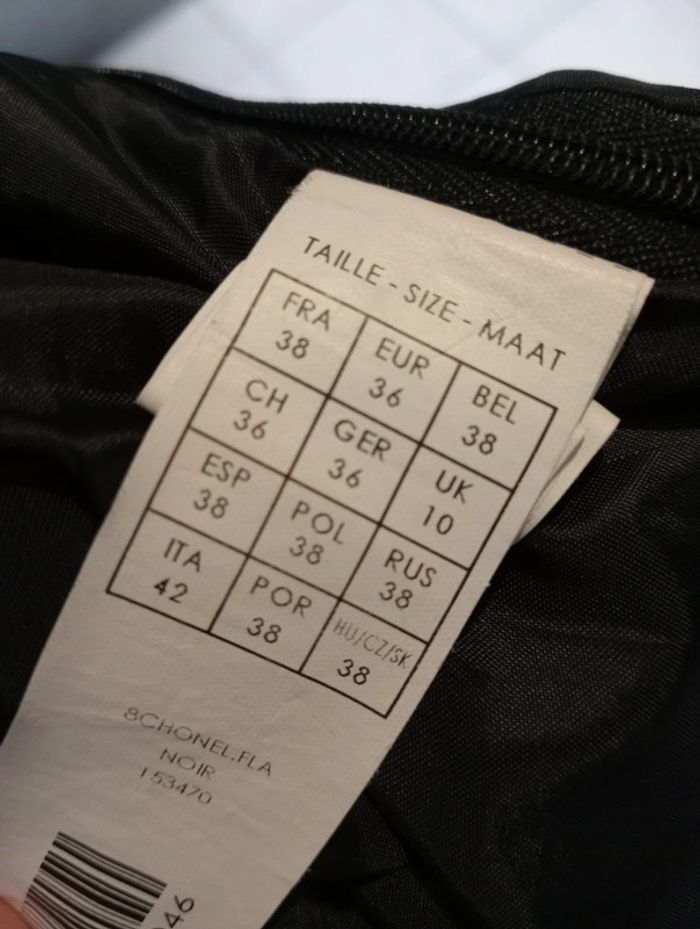 TAILLE - SIZE - MAAT
FRA EUR BEL
38 36 38
CH GER UK
36 36 10
ESP POL RUS
38 38 38
ITA POR HU/CZ/SK
42 38 38
8CHONEL.FLA
NOIR
153470